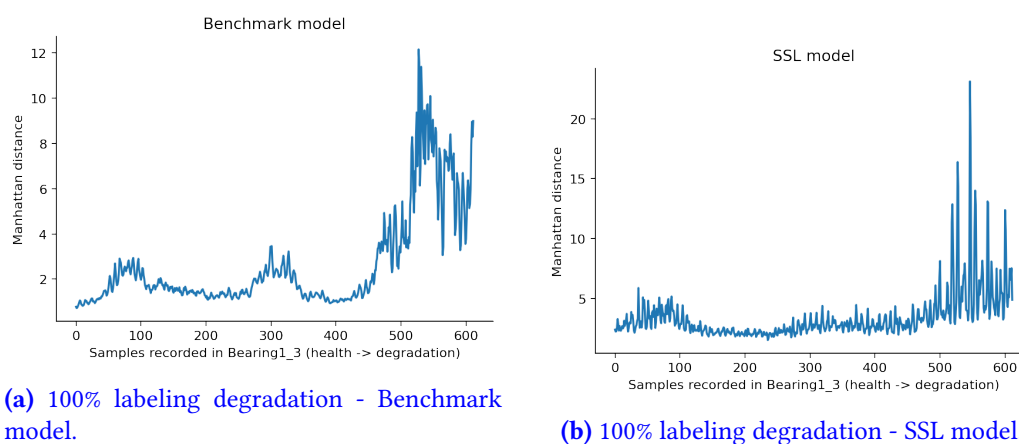 Benchmark model
12
10
8
6
4
2
Manhattan distance
0 100 200 300 400 500 600
Samples recorded in Bearing1_3 (health -> degradation)
(a) 100% labeling degradation - Benchmark
model.
SSL model
20
15
10
5
Manhattan distance
0 100 200 300 400 500 600
Samples recorded in Bearing1_3 (health -> degradation)
(b) 100% labeling degradation - SSL model